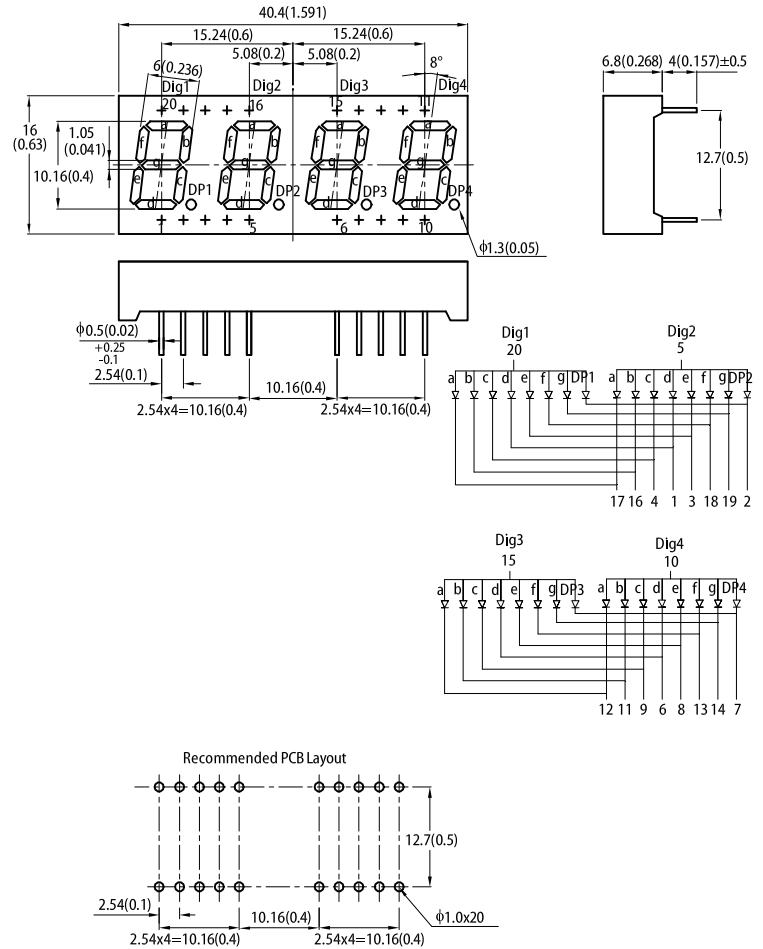 40.4(1.591)
15.24(0.6) 15.24(0.6)
5.08(0.2) 5.08(0.2)
6(0.236) 8°
6.8(0.268) 4(0.157)±0.5
Dig1 Dig2 Dig3 Dig4
20 16 15 11
16
(0.63)
1.05
(0.041)
10.16(0.4)
12.7(0.5)
a a a a
f b f b f b f b
g g g g
e c e c e c e c
d d d d
DP1 DP2 DP3 DP4
1 5 6 10
ϕ1.3(0.05)
ϕ0.5(0.02)
+0.25
-0.1
2.54(0.1)
10.16(0.4)
2.54x4=10.16(0.4) 2.54x4=10.16(0.4)
Dig1 Dig2
20 5
a b c d e f g DP1 a b c d e f g DP2
17 16 4 1 3 18 19 2
Dig3 Dig4
15 10
a b c d e f g DP3 a b c d e f g DP4
12 11 9 6 8 13 14 7
Recommended PCB Layout
12.7(0.5)
2.54(0.1)
10.16(0.4)
ϕ1.0x20
2.54x4=10.16(0.4) 2.54x4=10.16(0.4)